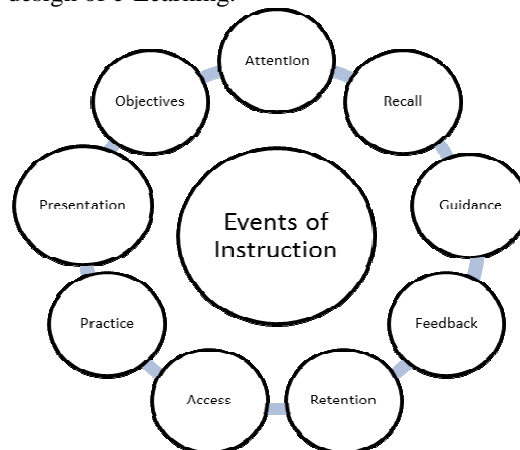 design of e-Learning.
Attention
Objectives
Recall
Presentation
Guidance
Events of
Instruction
Practice
Feedback
Access
Retention